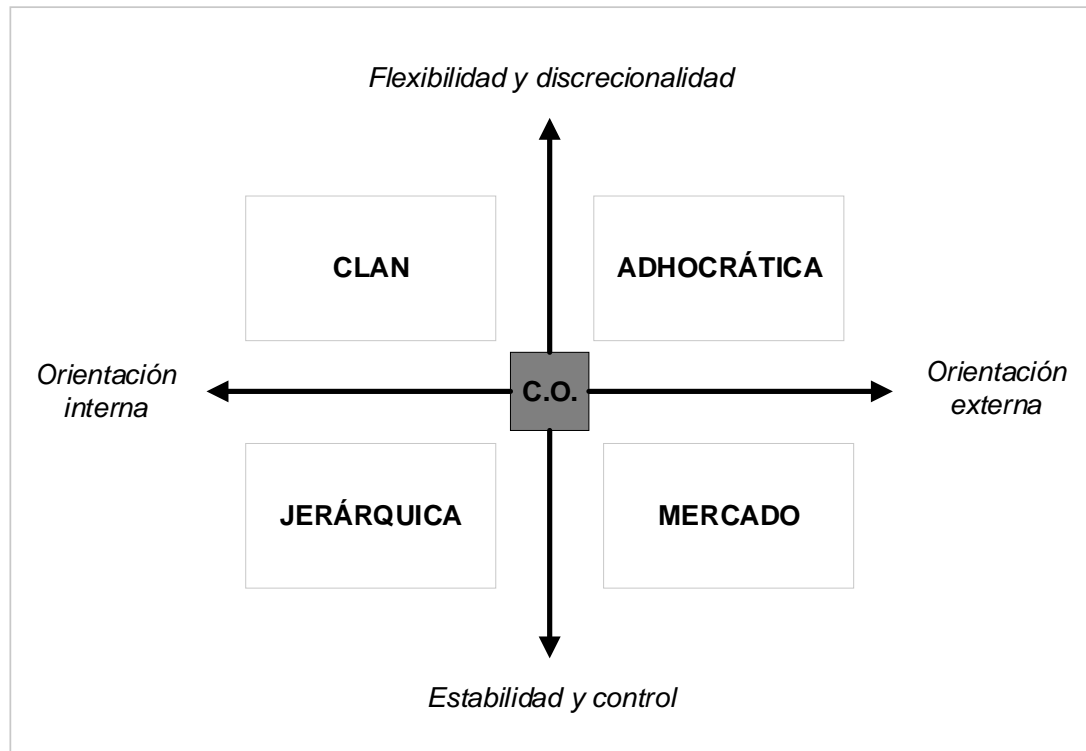 Flexibilidad y discrecionalidad
CLAN
ADHOCRÁTICA
Orientación
interna
C.O.
Orientación
externa
JERÁRQUICA
MERCADO
Estabilidad y control